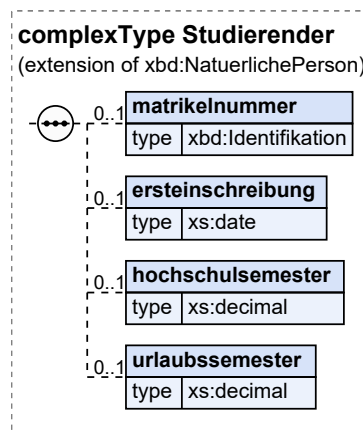 complexType Studierender
(extension of xbd:NatuerlichePerson)
0..1 matrikelnummer
type xbd:Identifikation
0..1 ersteinschreibung
type xs:date
0..1 hochschulsemester
type xs:decimal
0..1 urlaubssemester
type xs:decimal